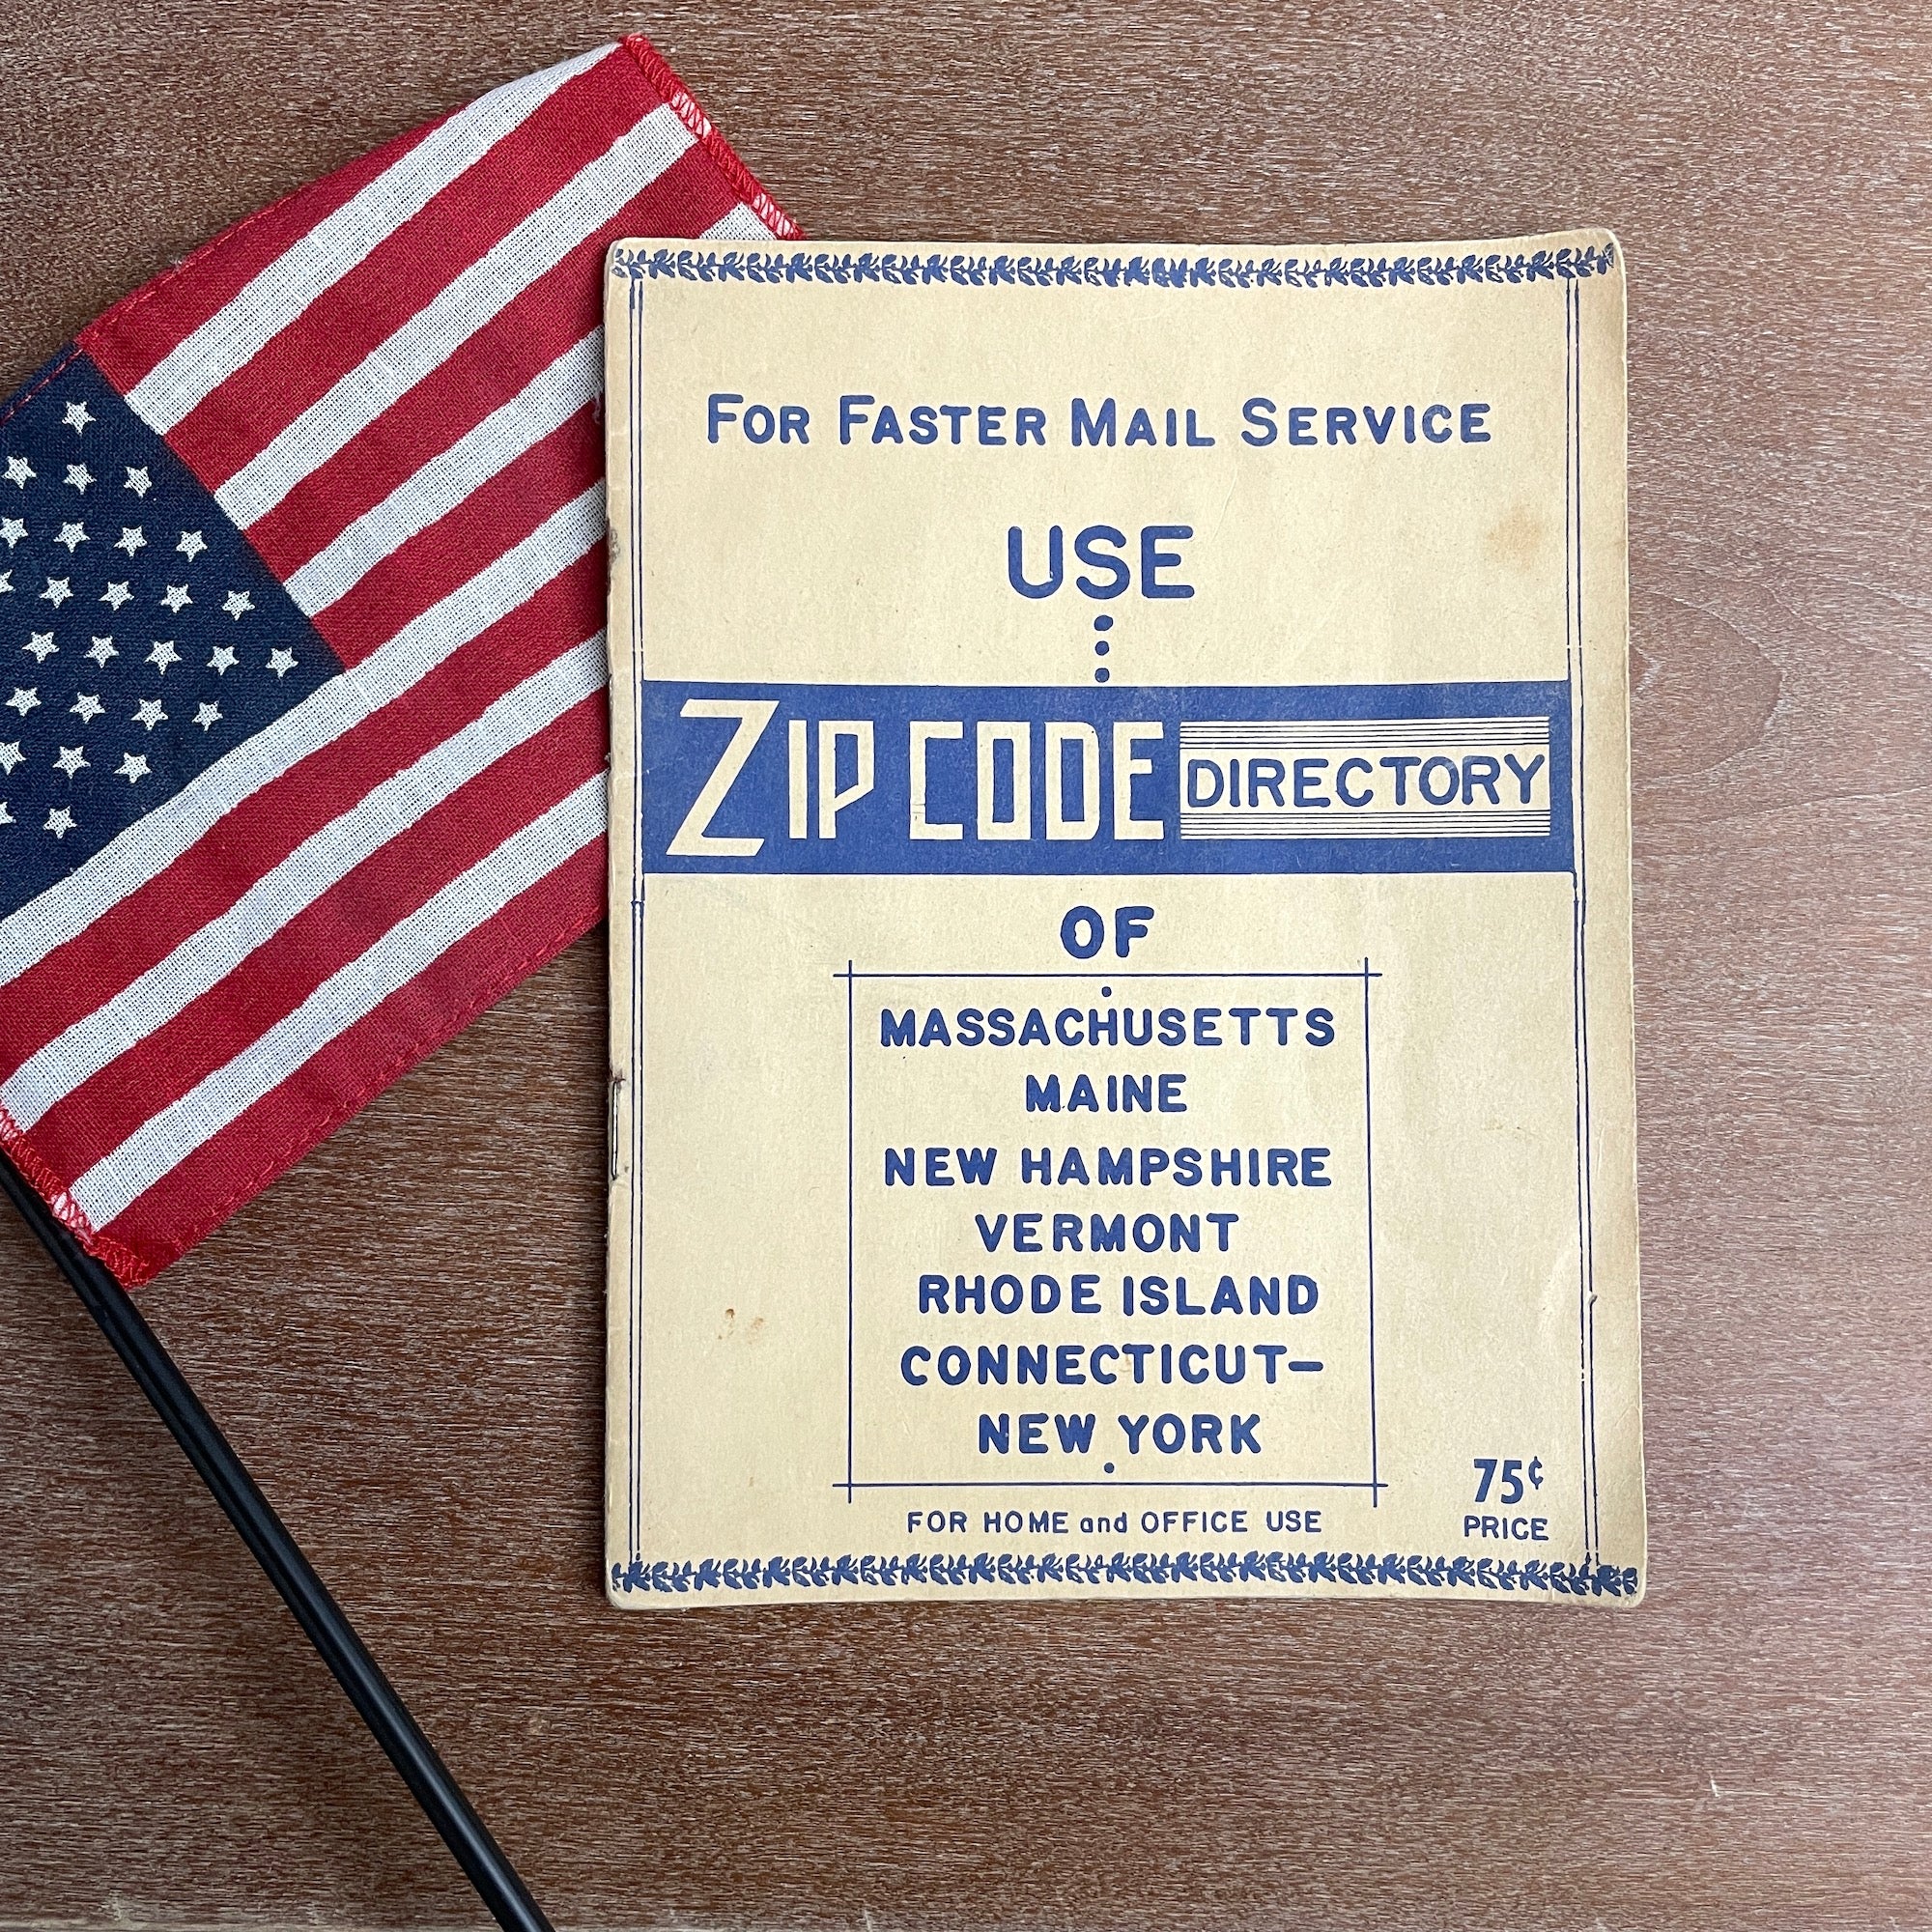 FOR FASTER MAIL SERVICE
USE
ZIP CODE DIRECTORY
OF
MASSACHUSETTS
MAINE
NEW HAMPSHIRE
VERMONT
RHODE ISLAND
CONNECTICUT–
NEW YORK
FOR HOME and OFFICE USE
75¢
PRICE